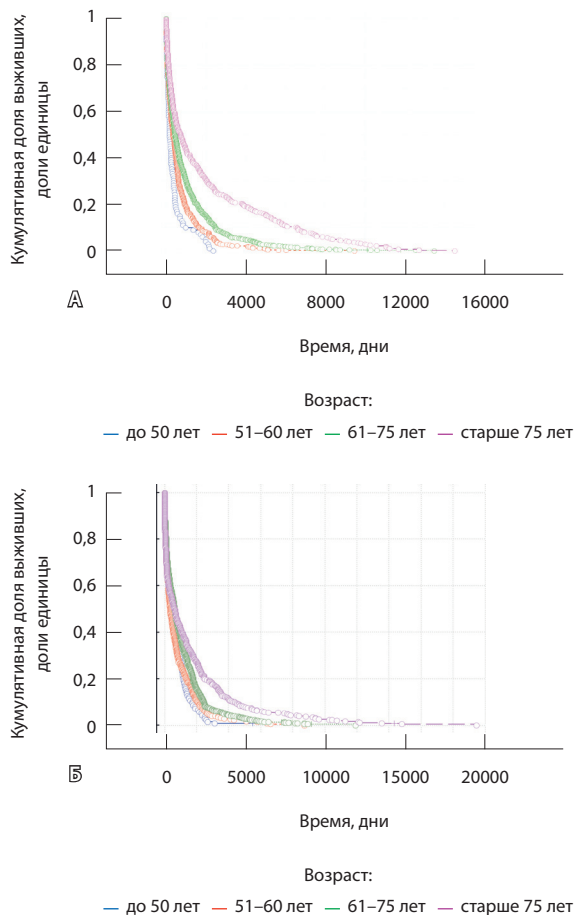 Кумулятивная доля выживших,
доли единицы
1
0,8
0,6
0,4
0,2
0
0 4000 8000 12000 16000
А
Время, дни
Возраст:
до 50 лет 51–60 лет 61–75 лет старше 75 лет
Кумулятивная доля выживших,
доли единицы
1
0,8
0,6
0,4
0,2
0
0 5000 10000 15000 20000
Б
Время, дни
Возраст:
до 50 лет 51–60 лет 61–75 лет старше 75 лет